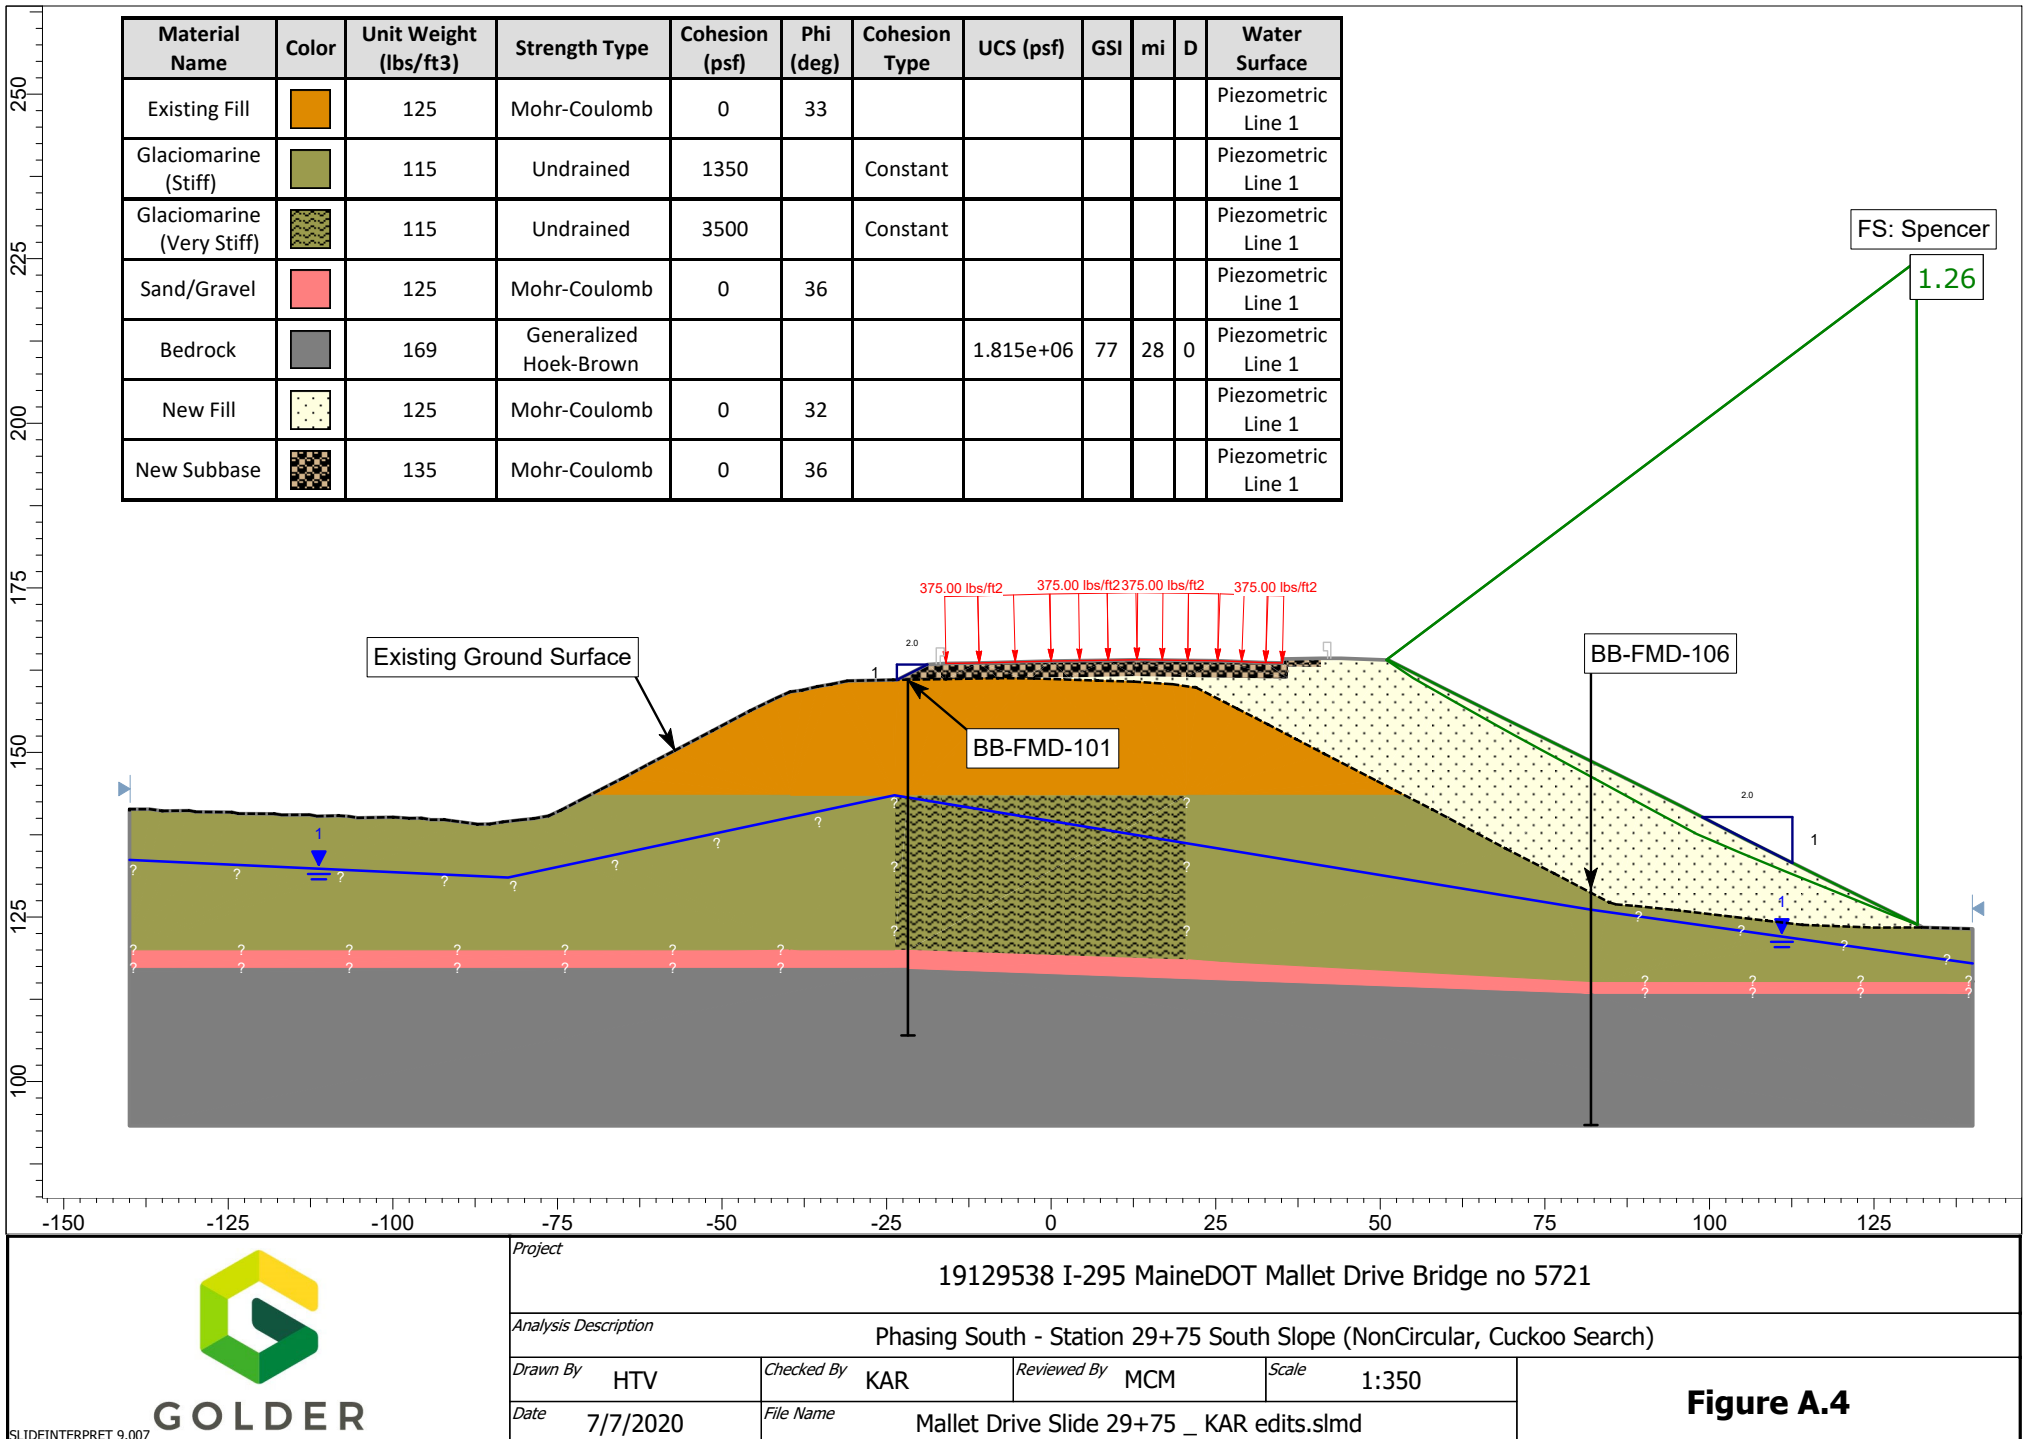 Material Name Color Unit Weight (lbs/ft3) Strength Type Cohesion (psf) Phi (deg) Cohesion Type UCS (psf) GSI mi D Water Surface
Existing Fill 125 Mohr-Coulomb 0 33 Piezometric Line 1
Glaciomarine (Stiff) 115 Undrained 1350 Constant Piezometric Line 1
Glaciomarine (Very Stiff) 115 Undrained 3500 Constant Piezometric Line 1
Sand/Gravel 125 Mohr-Coulomb 0 36 Piezometric Line 1
Bedrock 169 Generalized Hoek-Brown 1.815e+06 77 28 0 Piezometric Line 1
New Fill 125 Mohr-Coulomb 0 32 Piezometric Line 1
New Subbase 135 Mohr-Coulomb 0 36 Piezometric Line 1
250
225
200
175
150
125
100
FS: Spencer
1.26
375.00 lbs/ft2 375.00 lbs/ft2 375.00 lbs/ft2 375.00 lbs/ft2
2.0
1
Existing Ground Surface
BB-FMD-106
BB-FMD-101
2.0
1
1
1
? ? ? ? ? ? ? ? ? ? ? ? ? ? ? ?
? ? ? ? ? ? ? ? ? ? ?
? ? ? ? ? ? ? ? ? ? ?
-150 -125 -100 -75 -50 -25 0 25 50 75 100 125
GOLDER
SLIDEINTERPRET 9.007
Project
19129538 I-295 MaineDOT Mallet Drive Bridge no 5721
Analysis Description
Phasing South - Station 29+75 South Slope (NonCircular, Cuckoo Search)
Drawn By HTV
Checked By KAR
Reviewed By MCM
Scale 1:350
Date 7/7/2020
File Name Mallet Drive Slide 29+75 _ KAR edits.slmd
Figure A.4